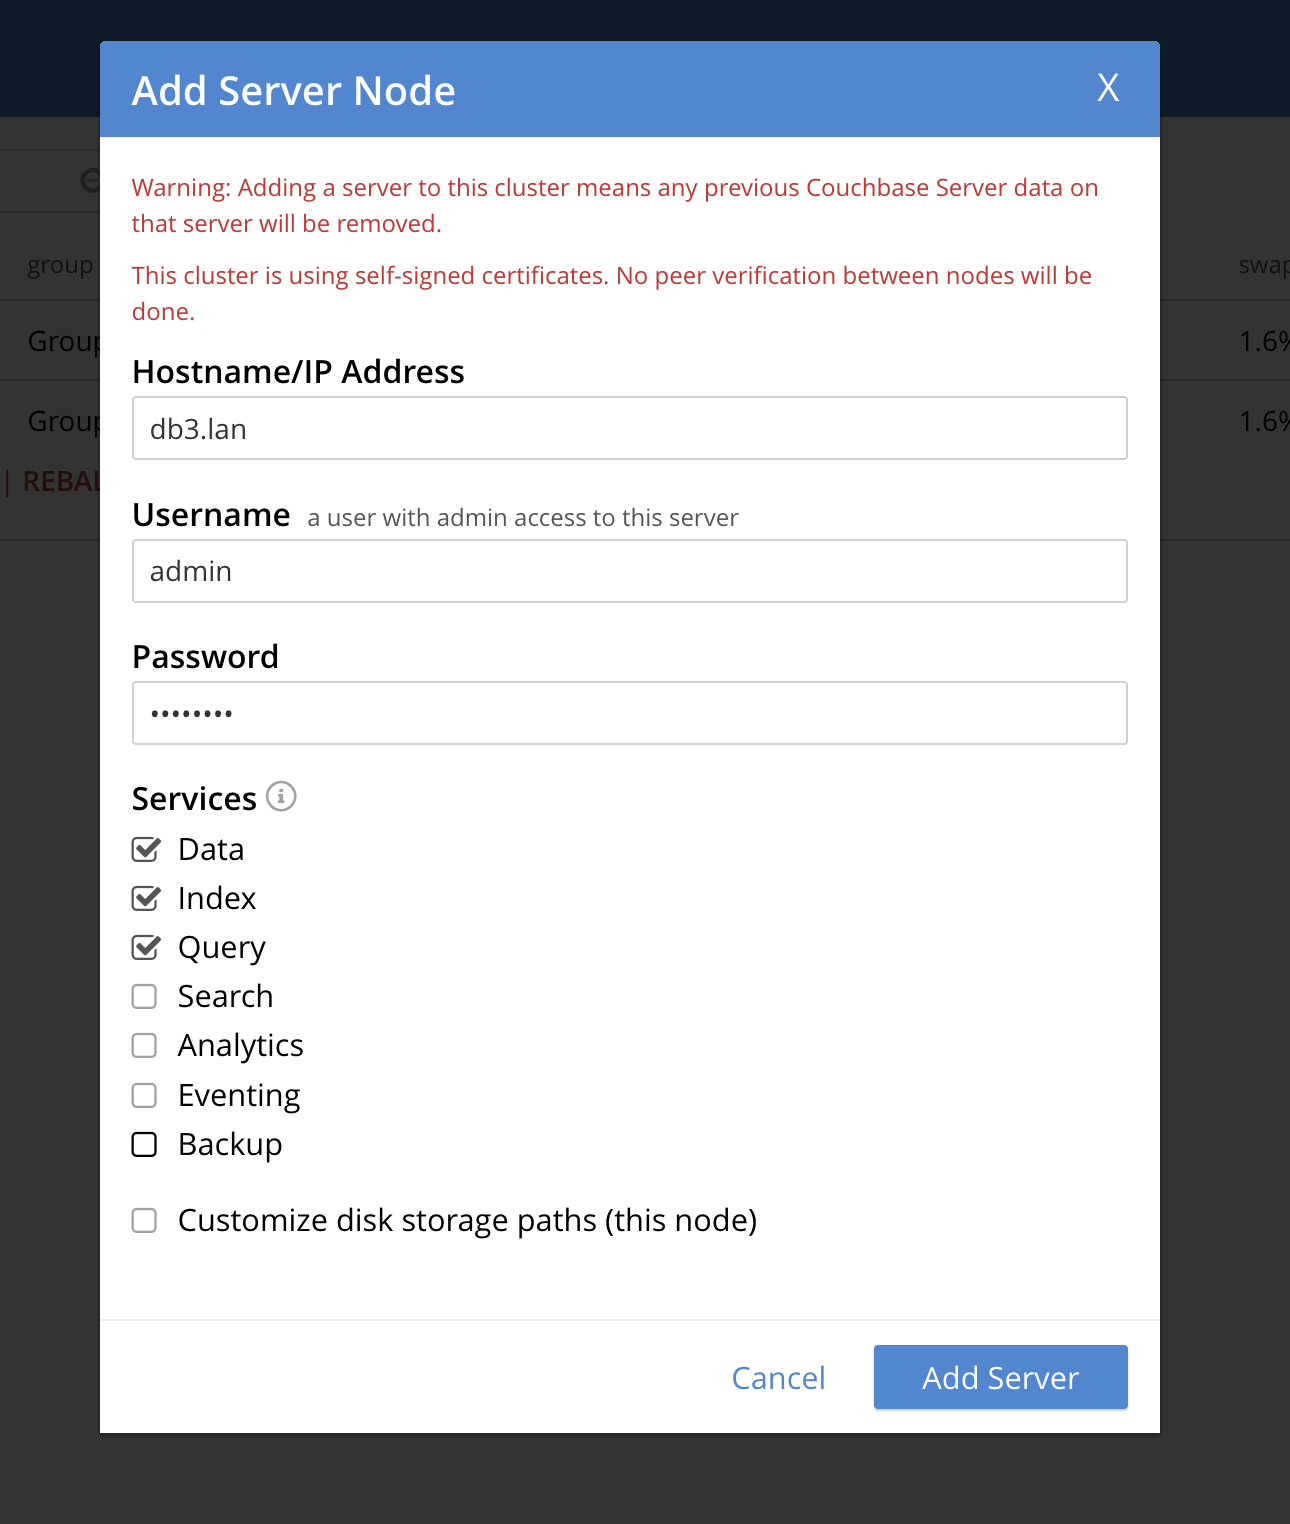 Add Server Node X
Warning: Adding a server to this cluster means any previous Couchbase Server data on
that server will be removed.
This cluster is using self-signed certificates. No peer verification between nodes will be
done.
group
swap
Hostname/IP Address
Group
1.6%
db3.lan
Group
1.6%
| REBAL
Username a user with admin access to this server
admin
Password
••••••••
Services
Data
Index
Query
Search
Analytics
Eventing
Backup
Customize disk storage paths (this node)
Cancel Add Server